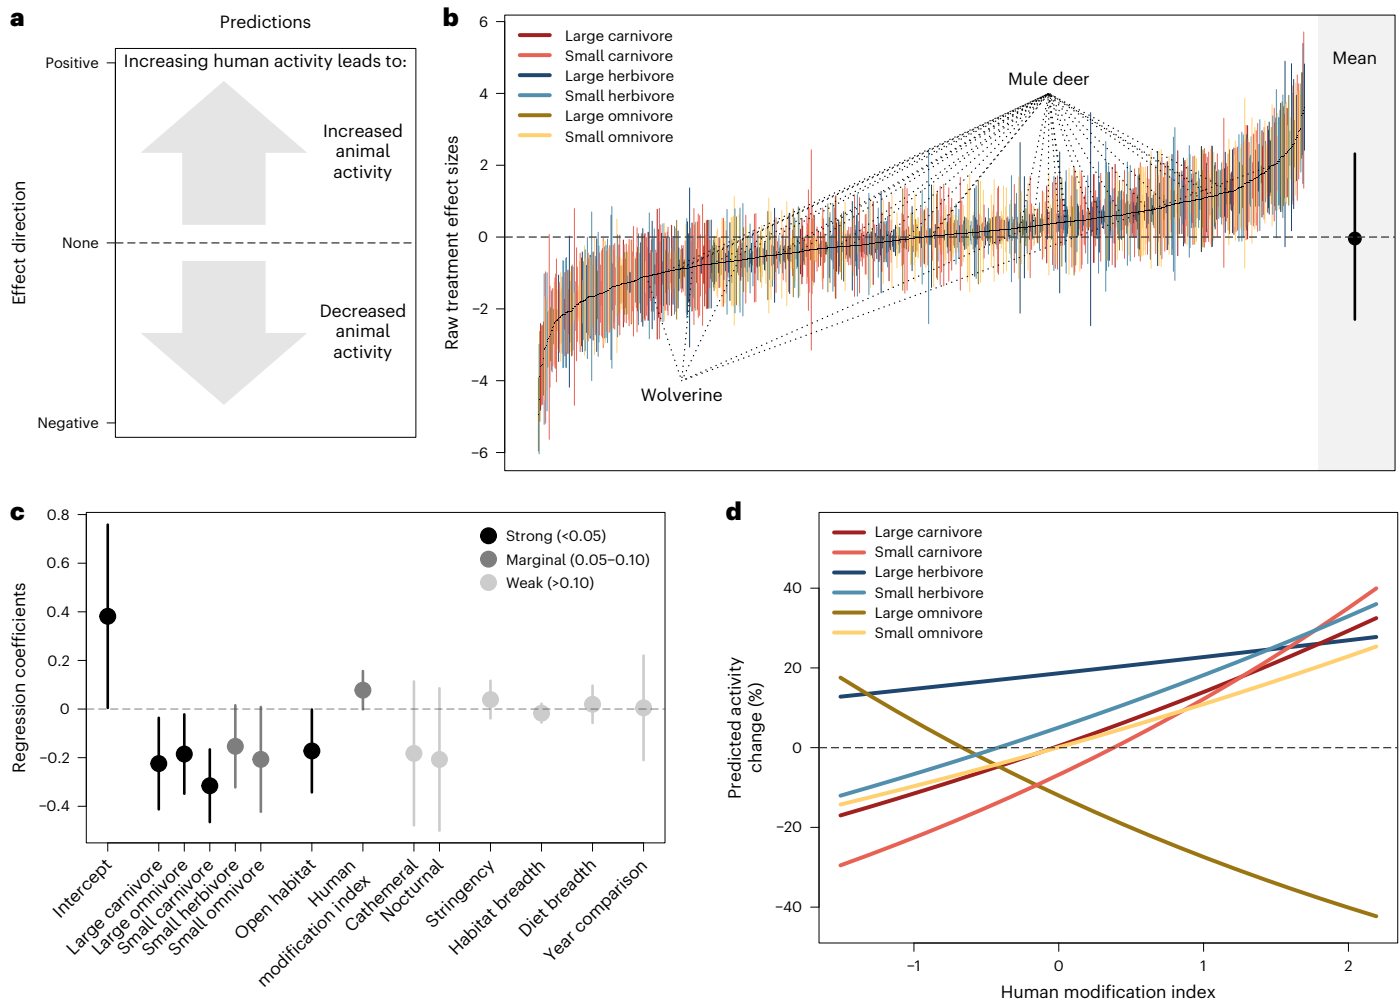 a
Predictions
Increasing human activity leads to:
Positive
None
Negative
Effect direction
Increased
animal
activity
Decreased
animal
activity
b
Large carnivore
Small carnivore
Large herbivore
Small herbivore
Large omnivore
Small omnivore
Mule deer
Wolverine
Mean
Raw treatment effect sizes
6
4
2
0
−2
−4
−6
c
Strong (<0.05)
Marginal (0.05–0.10)
Weak (>0.10)
Regression coefficients
0.8
0.6
0.4
0.2
0
−0.2
−0.4
Intercept
Large carnivore
Large omnivore
Small carnivore
Small herbivore
Small omnivore
Open habitat
Human
modification index
Cathemeral
Nocturnal
Stringency
Habitat breadth
Diet breadth
Year comparison
d
Large carnivore
Small carnivore
Large herbivore
Small herbivore
Large omnivore
Small omnivore
Predicted activity
change (%)
40
20
0
−20
−40
−1
0
1
2
Human modification index